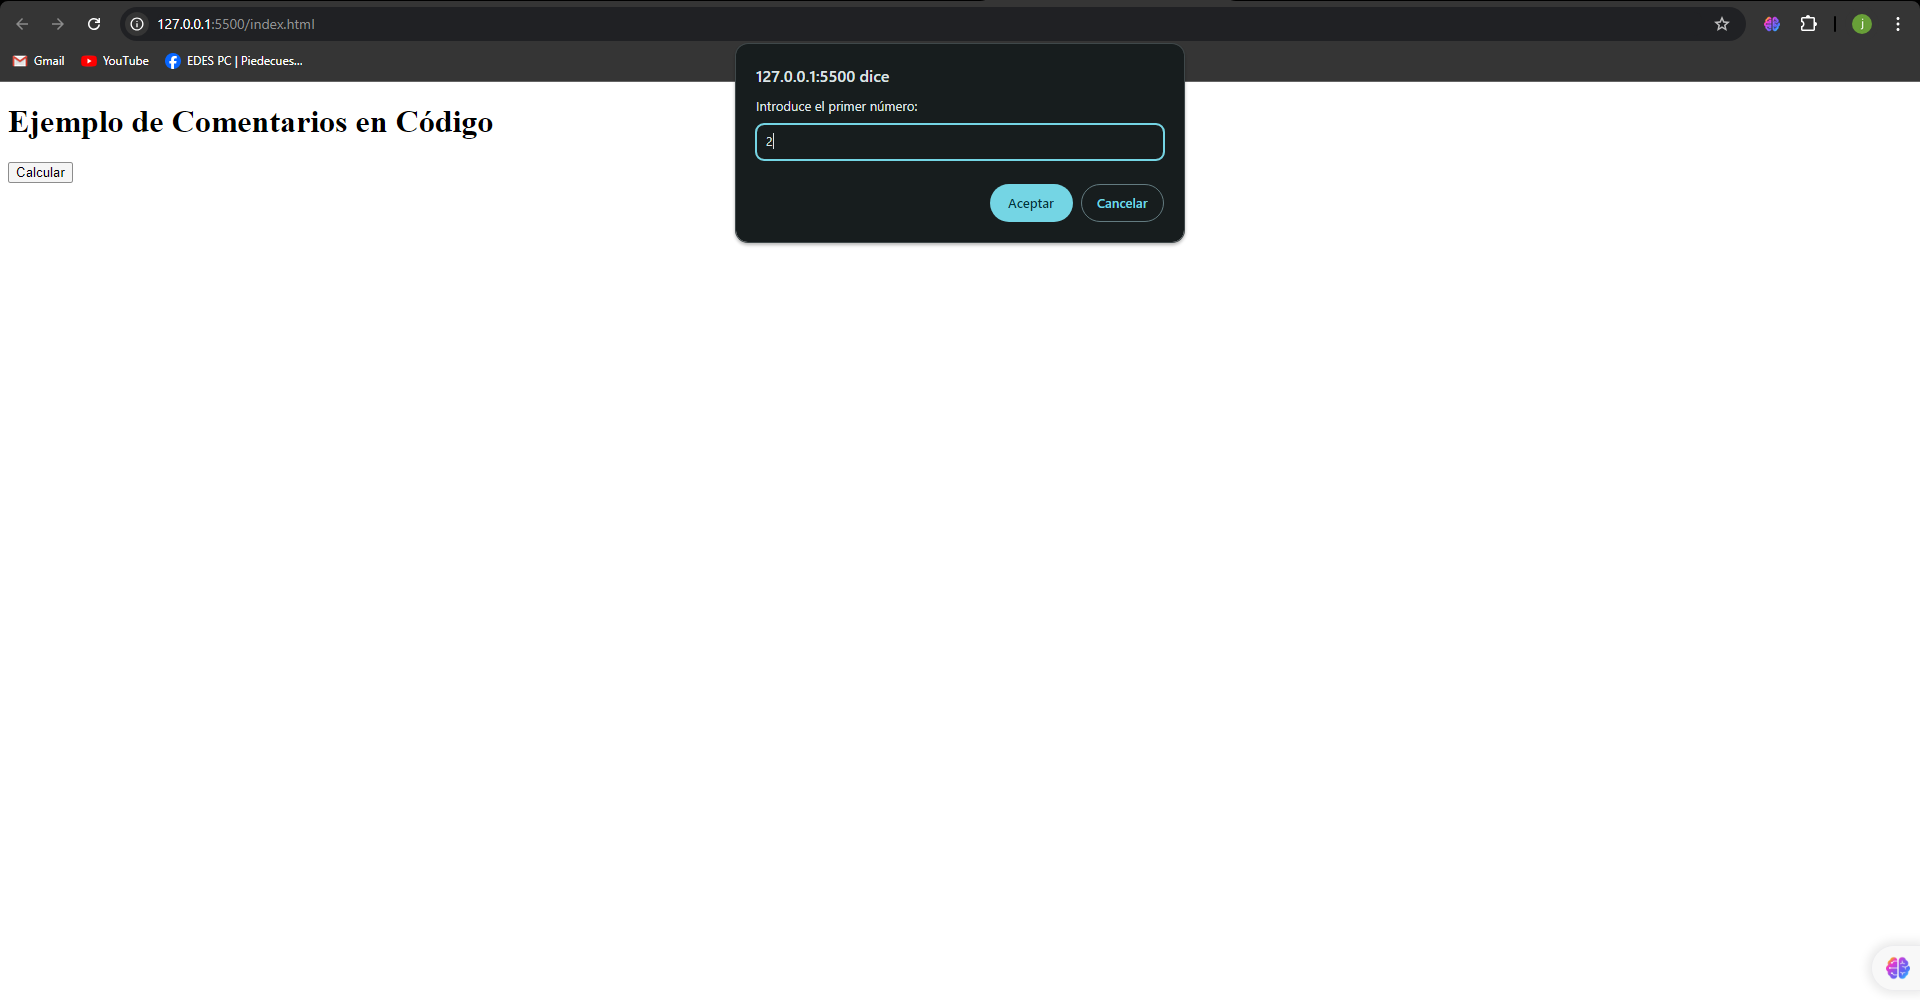 127.0.0.1:5500/index.html
j
Gmail
YouTube
EDES PC | Piedecues...
127.0.0.1:5500 dice
Introduce el primer número:
2
Aceptar
Cancelar
Ejemplo de Comentarios en Código
Calcular